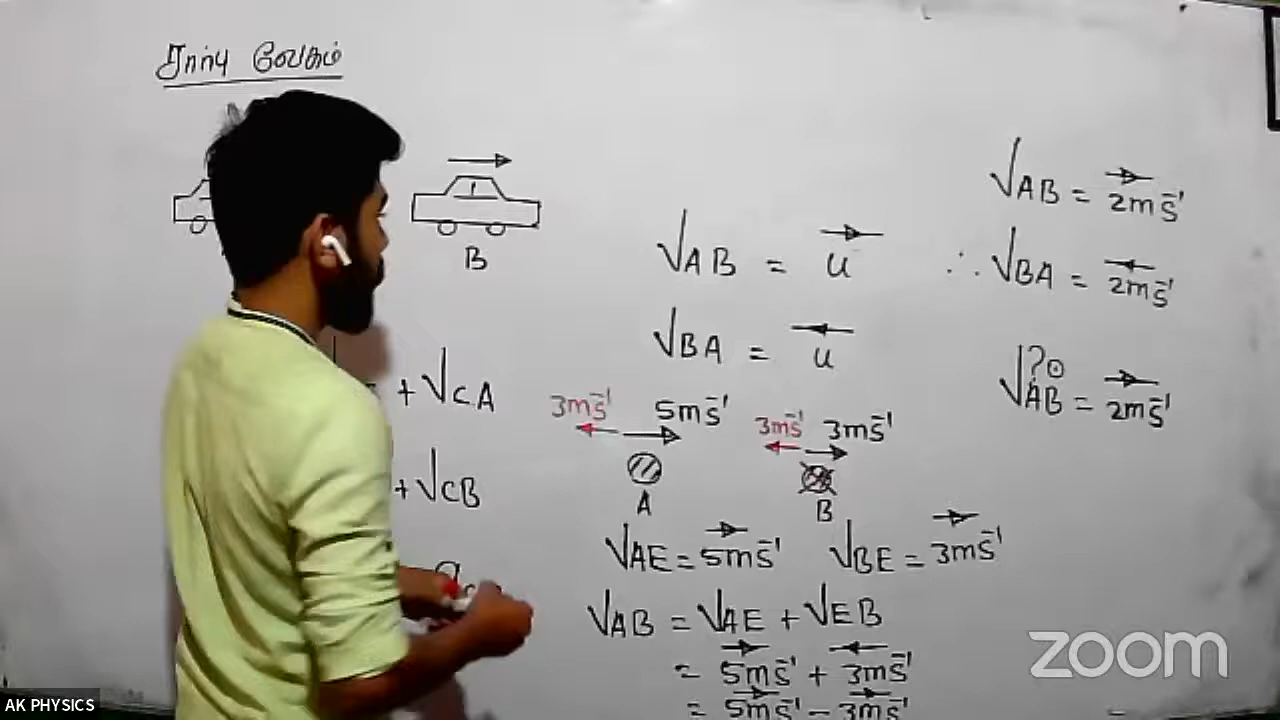 சார்பு வேகம்
B
+ VCA
+ VCB
VAB = u
VBA = u
VAB = 2ms⁻¹
∴ VBA = 2ms⁻¹
VAB = 2ms⁻¹
?
3ms⁻¹ 5ms⁻¹ 3ms⁻¹ 3ms⁻¹
A B
VAE = 5ms⁻¹ VBE = 3ms⁻¹
VAB = VAE + VEB
= 5ms⁻¹ + 3ms⁻¹
= 5ms⁻¹ – 3ms⁻¹
zoom
AK PHYSICS